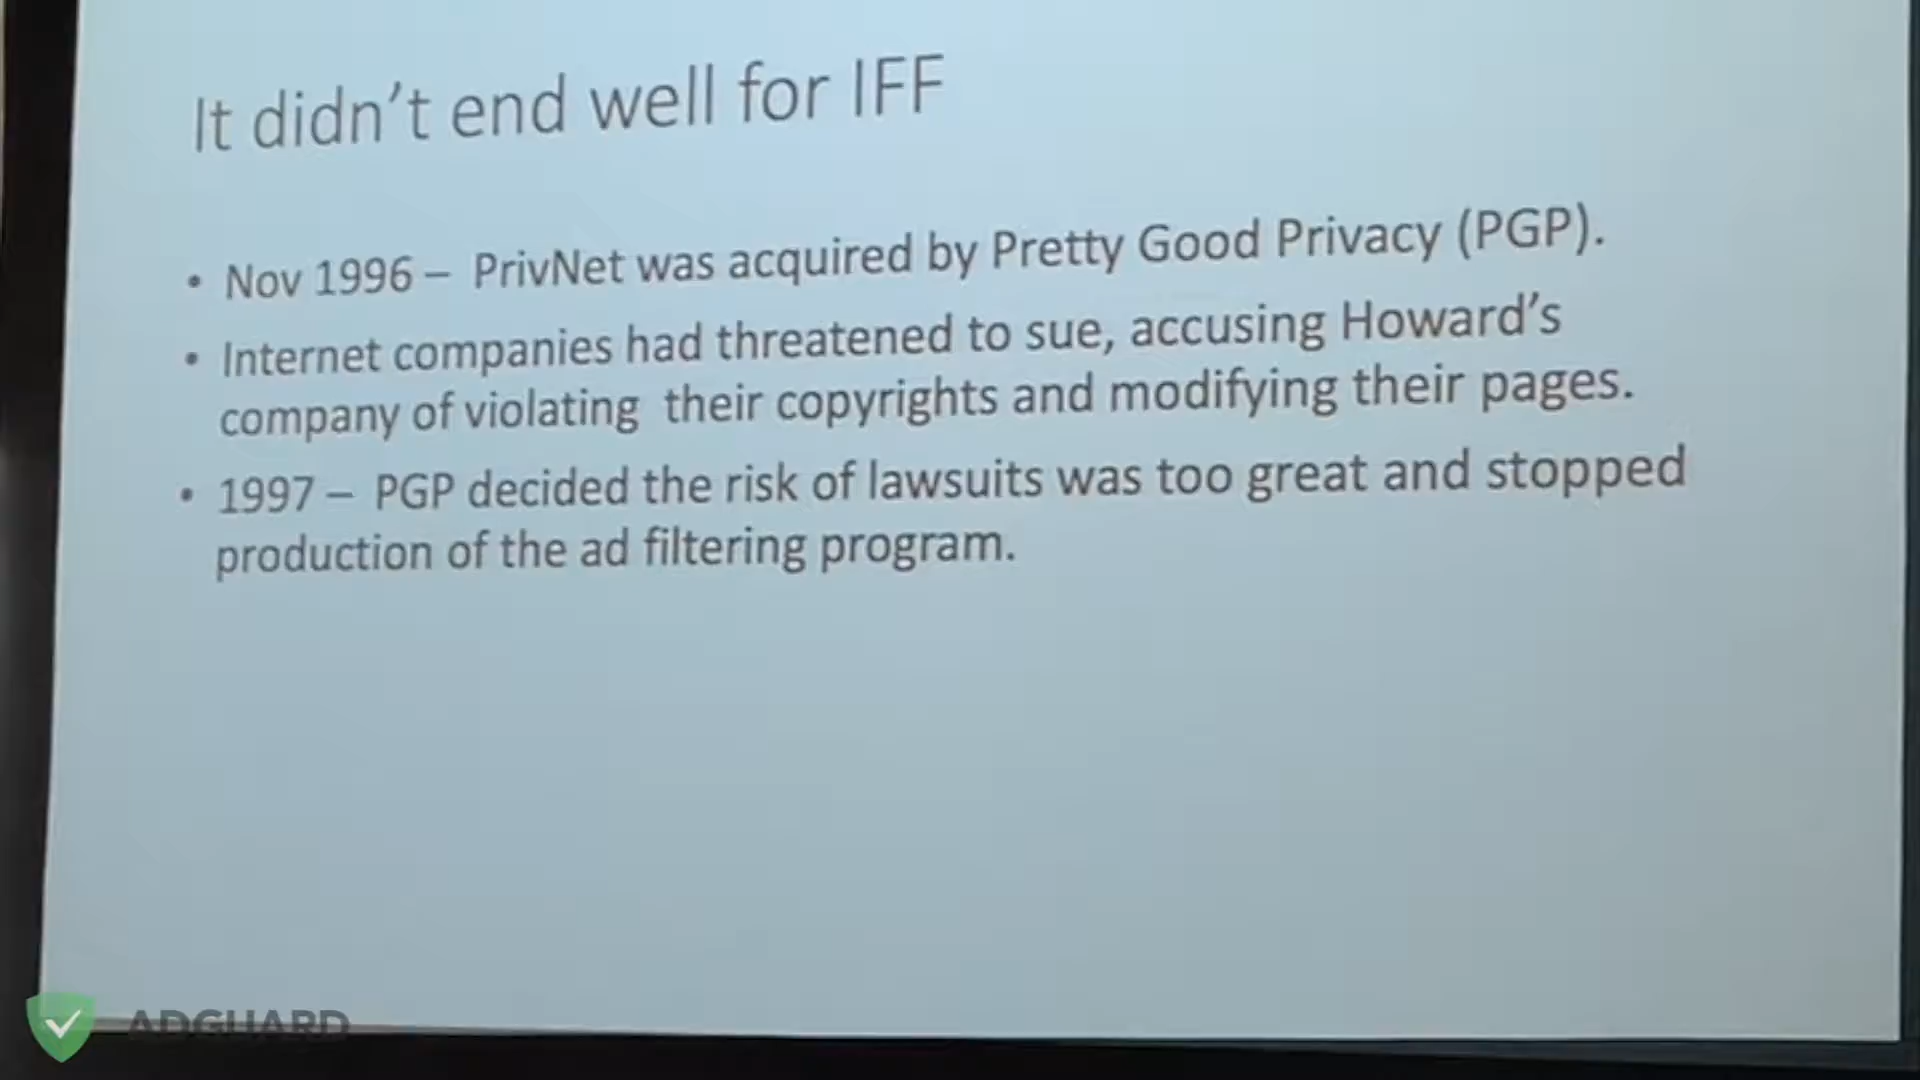 It didn't end well for IFF
• Nov 1996 – PrivNet was acquired by Pretty Good Privacy (PGP).
• Internet companies had threatened to sue, accusing Howard's
company of violating their copyrights and modifying their pages.
• 1997 – PGP decided the risk of lawsuits was too great and stopped
production of the ad filtering program.
ADGUARD